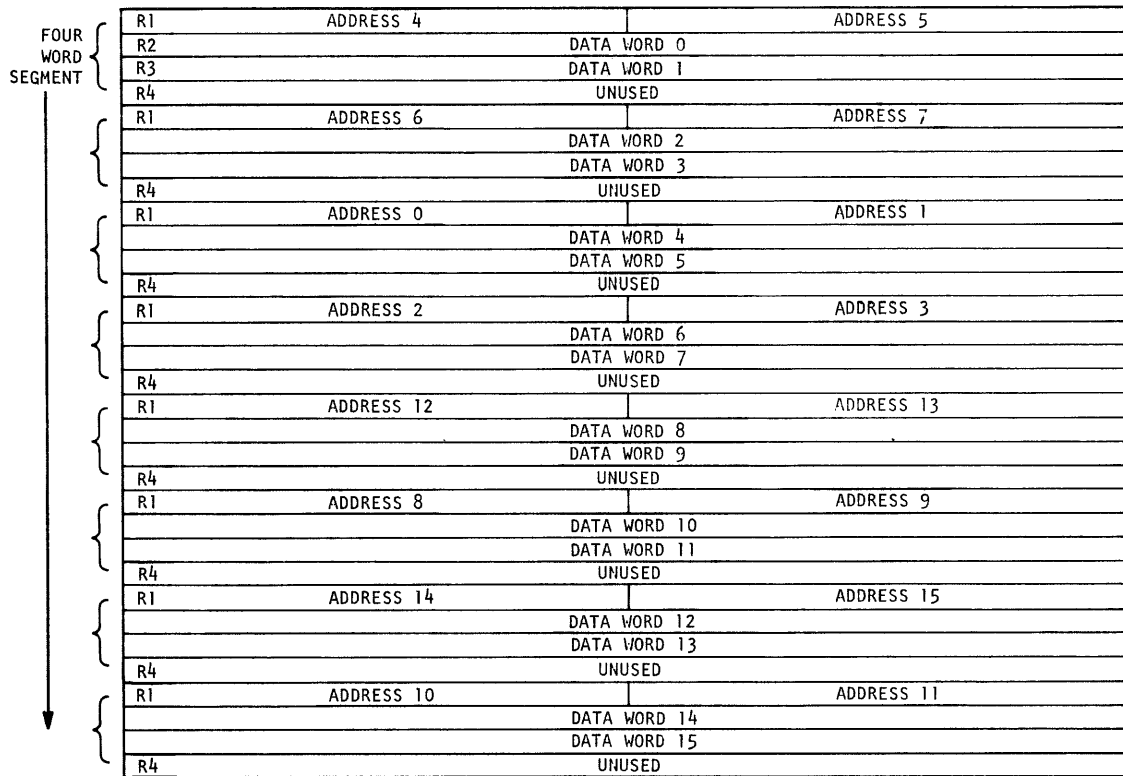 FOUR
WORD
SEGMENT
R1 ADDRESS 4 ADDRESS 5
R2 DATA WORD 0
R3 DATA WORD 1
R4 UNUSED
R1 ADDRESS 6 ADDRESS 7
DATA WORD 2
DATA WORD 3
R4 UNUSED
R1 ADDRESS 0 ADDRESS 1
DATA WORD 4
DATA WORD 5
R4 UNUSED
R1 ADDRESS 2 ADDRESS 3
DATA WORD 6
DATA WORD 7
R4 UNUSED
R1 ADDRESS 12 ADDRESS 13
DATA WORD 8
DATA WORD 9
R4 UNUSED
R1 ADDRESS 8 ADDRESS 9
DATA WORD 10
DATA WORD 11
R4 UNUSED
R1 ADDRESS 14 ADDRESS 15
DATA WORD 12
DATA WORD 13
R4 UNUSED
R1 ADDRESS 10 ADDRESS 11
DATA WORD 14
DATA WORD 15
R4 UNUSED